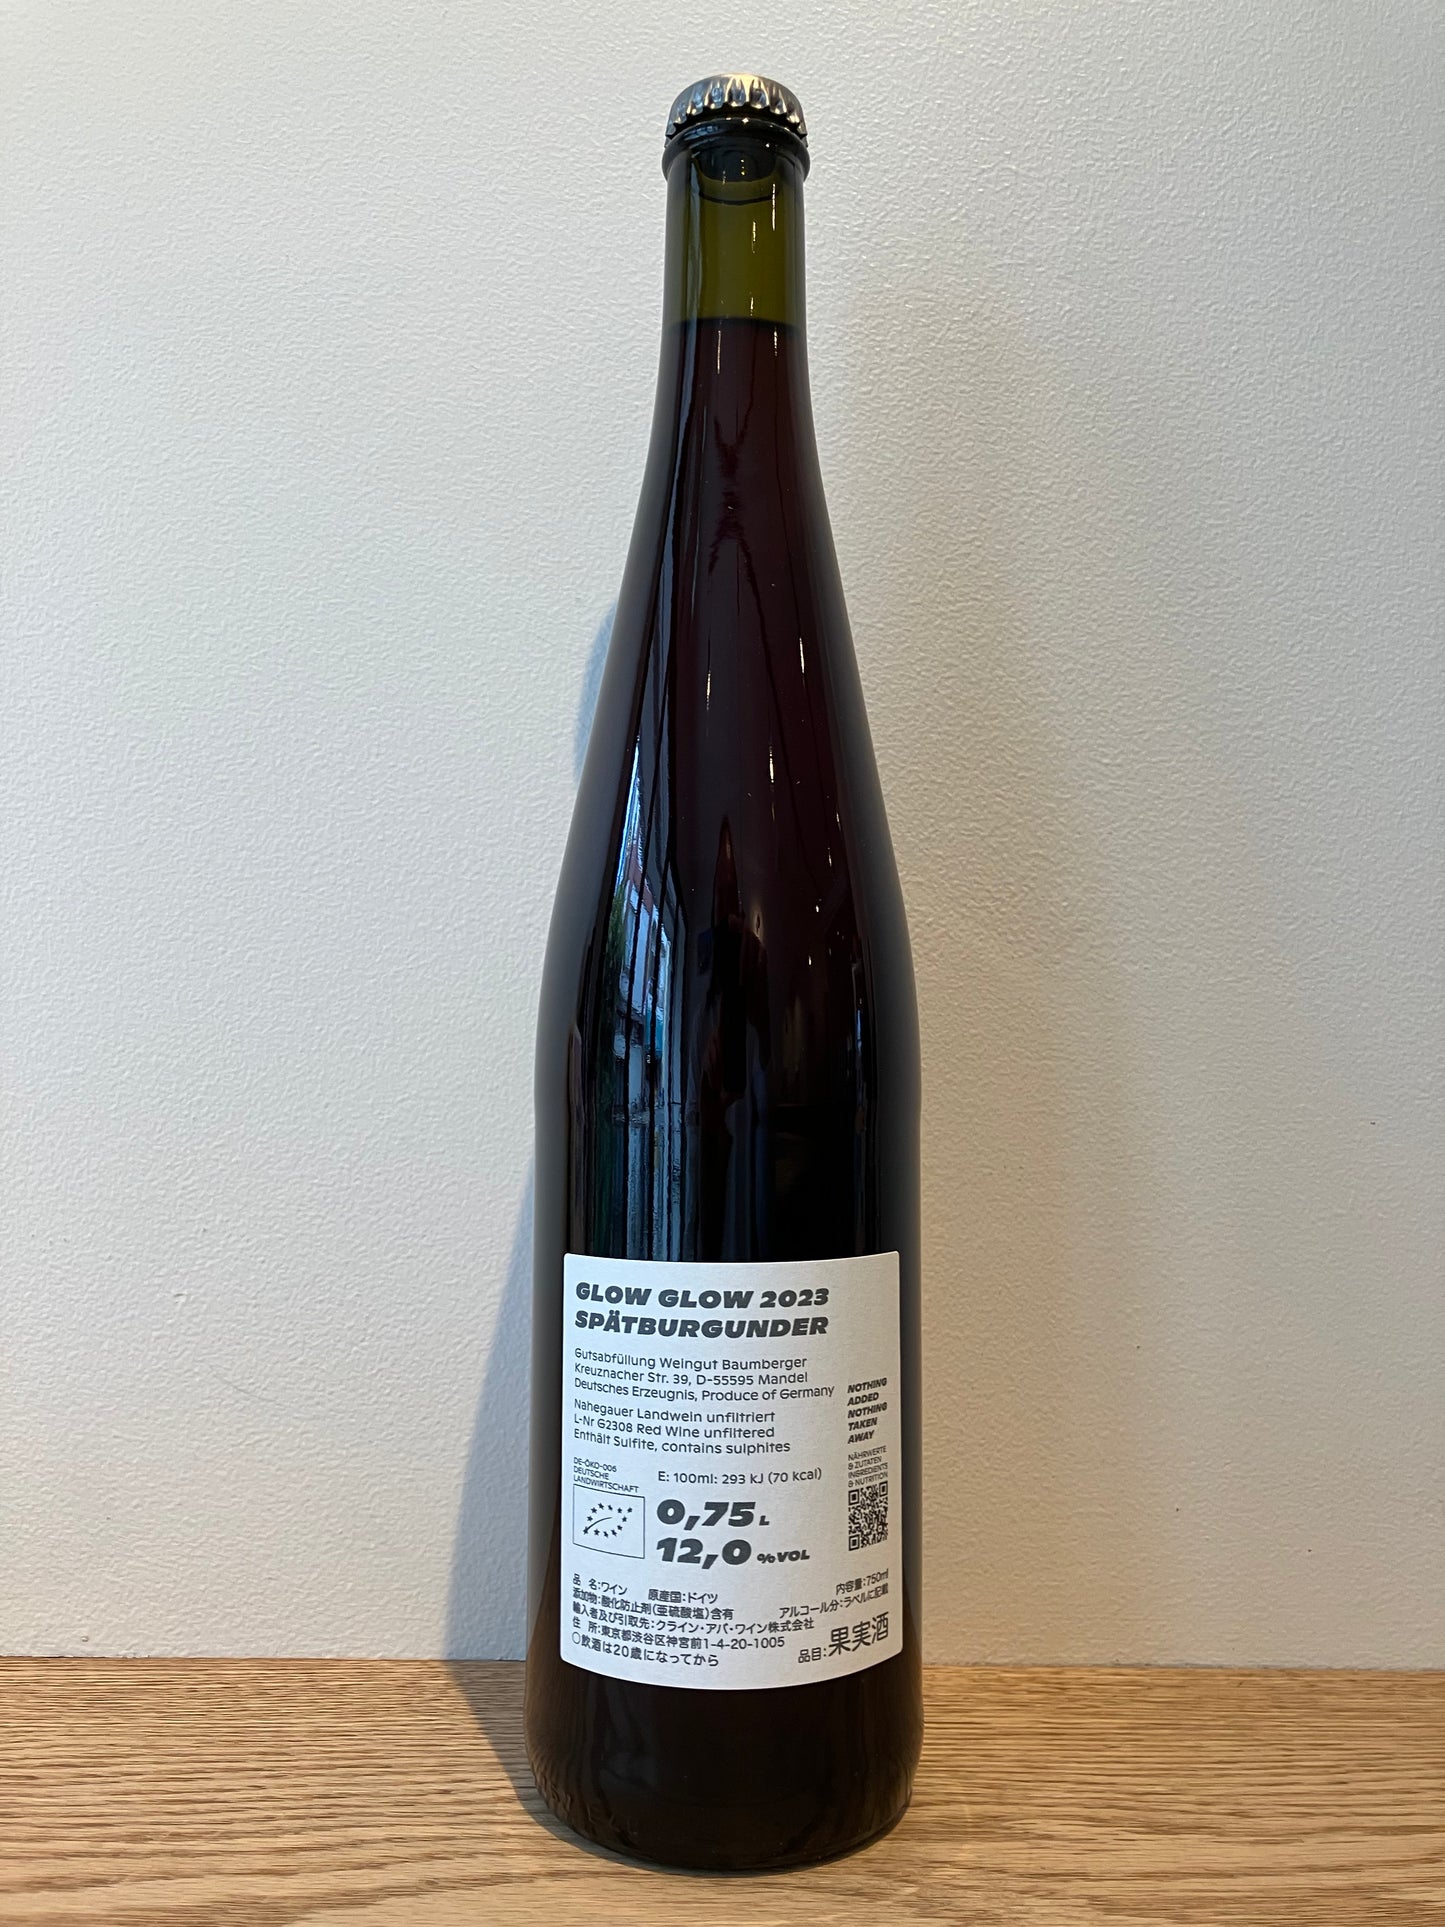 GLOW GLOW 2023
SPÄTBURGUNDER
Gutsabfüllung Weingut Baumberger
Kreuznacher Str. 39, D-55595 Mandel
Deutsches Erzeugnis, Produce of Germany
Nahegauer Landwein unfiltriert
L-Nr G2308 Red Wine unfiltered
Enthält Sulfite, contains sulphites
NOTHING
ADDED
NOTHING
TAKEN
AWAY
NÄHRWERTE
& ZUTATEN
INGREDIENTS
& NUTRITION
DE-ÖKO-006
DEUTSCHE
LANDWIRTSCHAFT
E: 100ml: 293 kJ (70 kcal)
0,75 L
12,0 %VOL
品 名:ワイン 原産国:ドイツ 内容量:750ml
添加物:酸化防止剤(亜硫酸塩)含有 アルコール分:ラベルに記載
輸入者及び引取先:クライン・アバ・ワイン株式会社
住 所:東京都渋谷区神宮前1-4-20-1005
○飲酒は20歳になってから 品目:果実酒